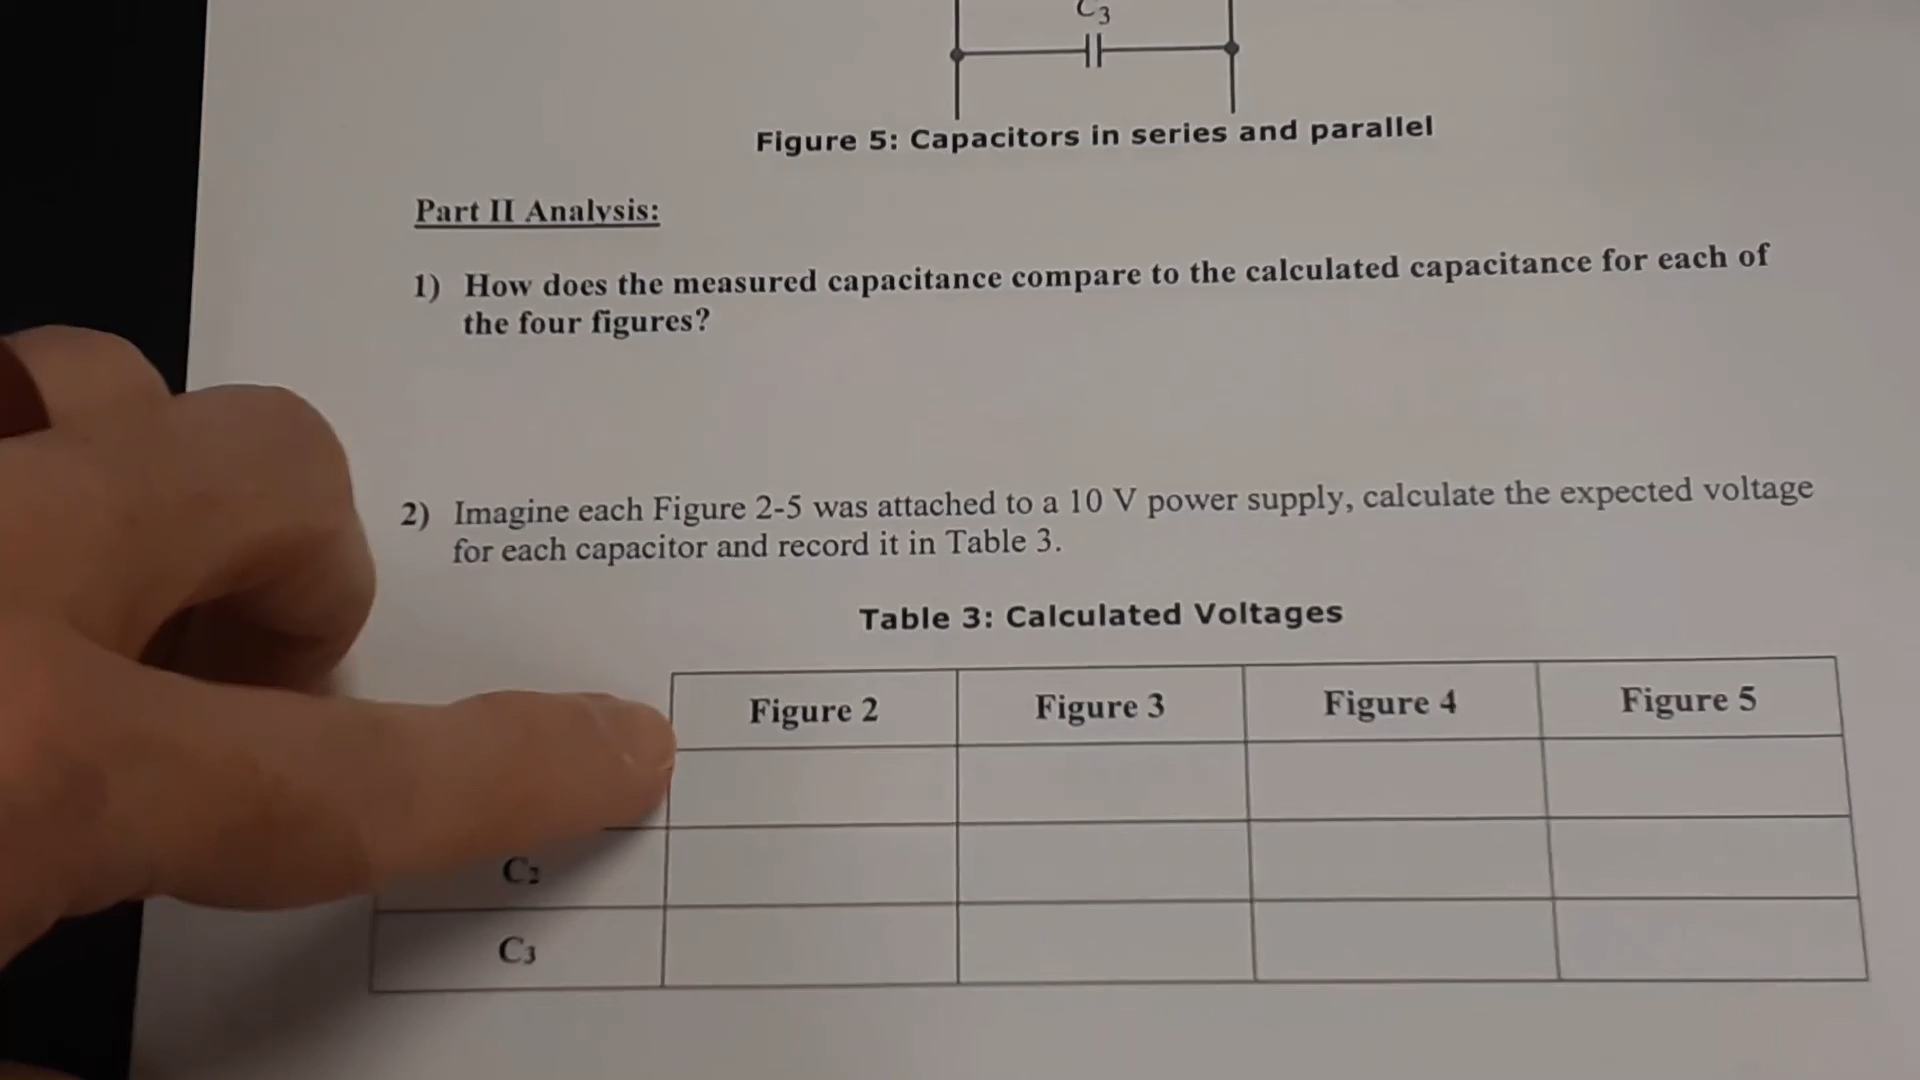 C3
Figure 5: Capacitors in series and parallel
Part II Analysis:
1) How does the measured capacitance compare to the calculated capacitance for each of
the four figures?
2) Imagine each Figure 2-5 was attached to a 10 V power supply, calculate the expected voltage
for each capacitor and record it in Table 3.
Table 3: Calculated Voltages
Figure 2 Figure 3 Figure 4 Figure 5
C2
C3